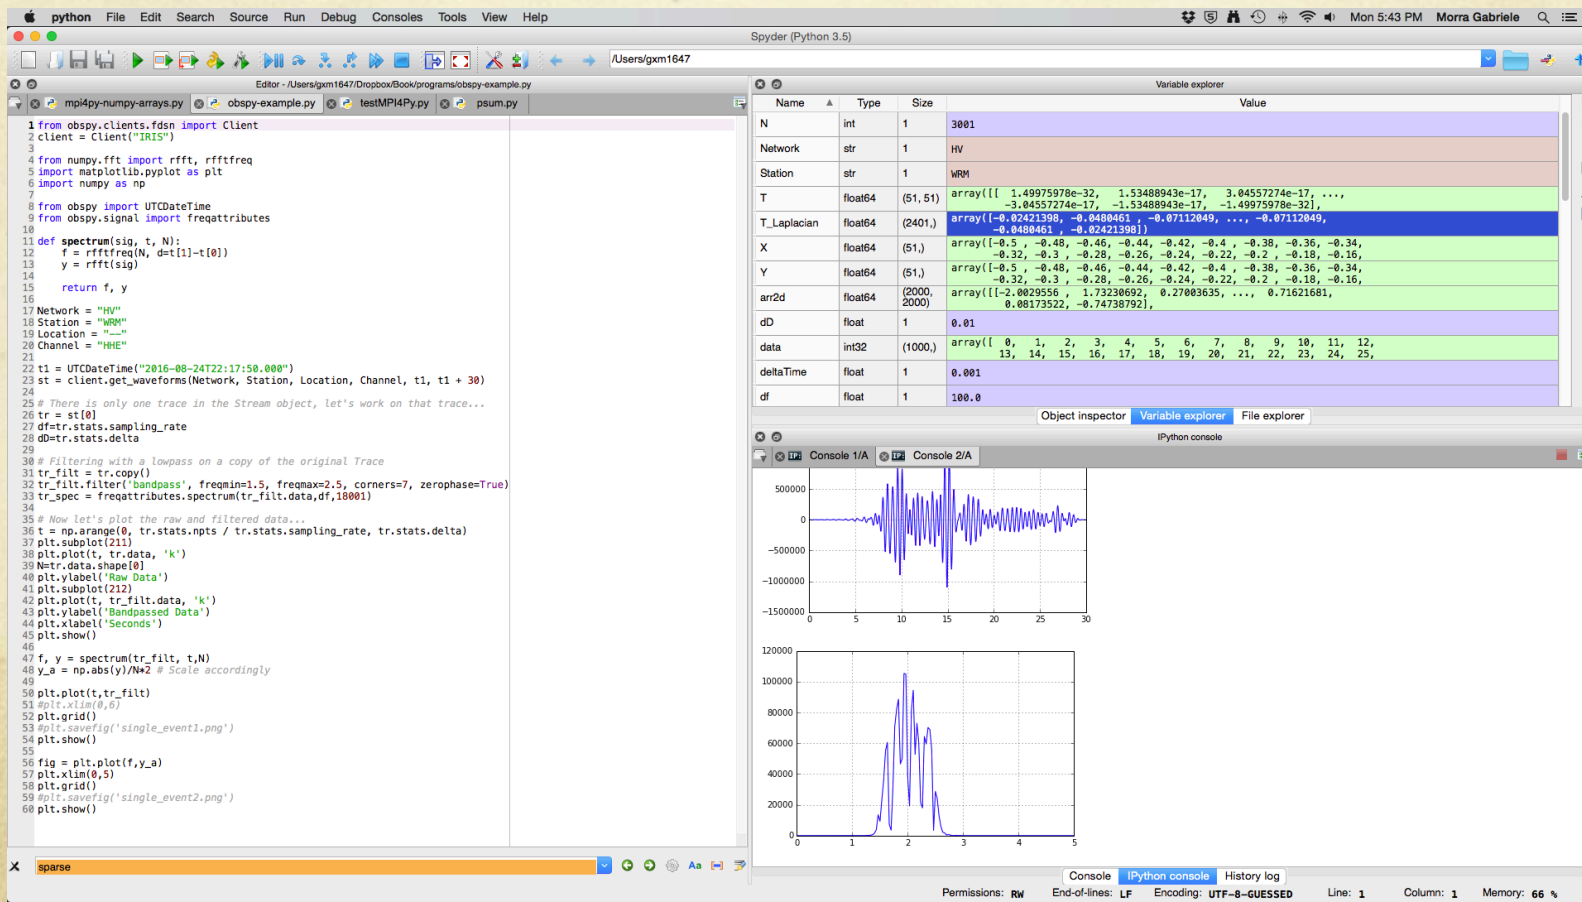 python File Edit Search Source Run Debug Consoles Tools View Help
Mon 5:43 PM Morra Gabriele
Spyder (Python 3.5)
/Users/gxm1647
Editor - /Users/gxm1647/Dropbox/Book/programs/obspy-example.py
mpi4py-numpy-arrays.py obspy-example.py testMPI4Py.py psum.py
1 from obspy.clients.fdsn import Client
2 client = Client("IRIS")
3
4 from numpy.fft import rfft, rfftfreq
5 import matplotlib.pyplot as plt
6 import numpy as np
7
8 from obspy import UTCDateTime
9 from obspy.signal import freqattributes
10
11 def spectrum(sig, t, N):
12     f = rfftfreq(N, d=t[1]-t[0])
13     y = rfft(sig)
14
15     return f, y
16
17 Network = "HV"
18 Station = "WRM"
19 Location = "--"
20 Channel = "HHE"
21
22 t1 = UTCDateTime("2016-08-24T22:17:50.000")
23 st = client.get_waveforms(Network, Station, Location, Channel, t1, t1 + 30)
24
25 # There is only one trace in the Stream object, let's work on that trace...
26 tr = st[0]
27 df=tr.stats.sampling_rate
28 dD=tr.stats.delta
29
30 # Filtering with a lowpass on a copy of the original Trace
31 tr_filt = tr.copy()
32 tr_filt.filter('bandpass', freqmin=1.5, freqmax=2.5, corners=7, zerophase=True)
33 tr_spec = freqattributes.spectrum(tr_filt.data,df,18001)
34
35 # Now let's plot the raw and filtered data...
36 t = np.arange(0, tr.stats.npts / tr.stats.sampling_rate, tr.stats.delta)
37 plt.subplot(211)
38 plt.plot(t, tr.data, 'k')
39 N=tr.data.shape[0]
40 plt.ylabel('Raw Data')
41 plt.subplot(212)
42 plt.plot(t, tr_filt.data, 'k')
43 plt.ylabel('Bandpassed Data')
44 plt.xlabel('Seconds')
45 plt.show()
46
47 f, y = spectrum(tr_filt, t,N)
48 y_a = np.abs(y)/N*2 # Scale accordingly
49
50 plt.plot(t,tr_filt)
51 #plt.xlim(0,6)
52 plt.grid()
53 #plt.savefig('single_event1.png')
54 plt.show()
55
56 fig = plt.plot(f,y_a)
57 plt.xlim(0,5)
58 plt.grid()
59 #plt.savefig('single_event2.png')
60 plt.show()
sparse
Aa
Variable explorer
Name Type Size Value
N int 1 3001
Network str 1 HV
Station str 1 WRM
T float64 (51, 51) array([[ 1.49975978e-32, 1.53488943e-17, 3.04557274e-17, ...,
-3.04557274e-17, -1.53488943e-17, -1.49975978e-32],
T_Laplacian float64 (2401,) array([-0.02421398, -0.0480461 , -0.07112049, ..., -0.07112049,
-0.0480461 , -0.02421398])
X float64 (51,) array([-0.5 , -0.48, -0.46, -0.44, -0.42, -0.4 , -0.38, -0.36, -0.34,
-0.32, -0.3 , -0.28, -0.26, -0.24, -0.22, -0.2 , -0.18, -0.16,
Y float64 (51,) array([-0.5 , -0.48, -0.46, -0.44, -0.42, -0.4 , -0.38, -0.36, -0.34,
-0.32, -0.3 , -0.28, -0.26, -0.24, -0.22, -0.2 , -0.18, -0.16,
arr2d float64 (2000, 2000) array([[-2.0029556 , 1.73230692, 0.27003635, ..., 0.71621681,
0.08173522, -0.74738792],
dD float 1 0.01
data int32 (1000,) array([ 0, 1, 2, 3, 4, 5, 6, 7, 8, 9, 10, 11, 12,
13, 14, 15, 16, 17, 18, 19, 20, 21, 22, 23, 24, 25,
deltaTime float 1 0.001
df float 1 100.0
Object inspector Variable explorer File explorer
IPython console
Console 1/A Console 2/A
500000
0
-500000
-1000000
-1500000
0 5 10 15 20 25 30
120000
100000
80000
60000
40000
20000
0
0 1 2 3 4 5
Console IPython console History log
Permissions: RW End-of-lines: LF Encoding: UTF-8-GUESSED Line: 1 Column: 1 Memory: 66 %